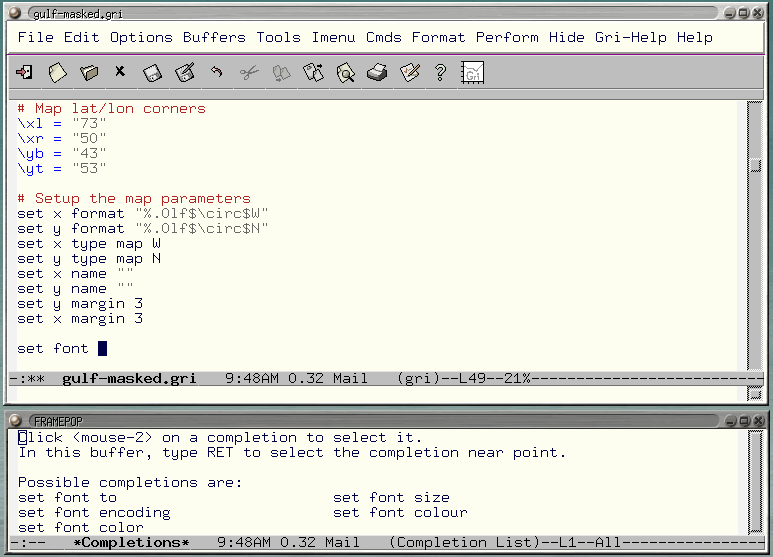 gulf-masked.gri
File Edit Options Buffers Tools Imenu Cmds Format Perform Hide Gri-Help Help
Gri
# Map lat/lon corners
\xl = "73"
\xr = "50"
\yb = "43"
\yt = "53"
# Setup the map parameters
set x format "%.0lf$\circ$W"
set y format "%.0lf$\circ$N"
set x type map W
set y type map N
set x name ""
set y name ""
set y margin 3
set x margin 3
set font
-:** gulf-masked.gri 9:48AM 0.32 Mail (gri)--L49--21%--------------------------
FRAMEPOP
Click <mouse-2> on a completion to select it.
In this buffer, type RET to select the completion near point.
Possible completions are:
set font to set font size
set font encoding set font colour
set font color
-:-- *Completions* 9:48AM 0.32 Mail (Completion List)--L1--All----------------